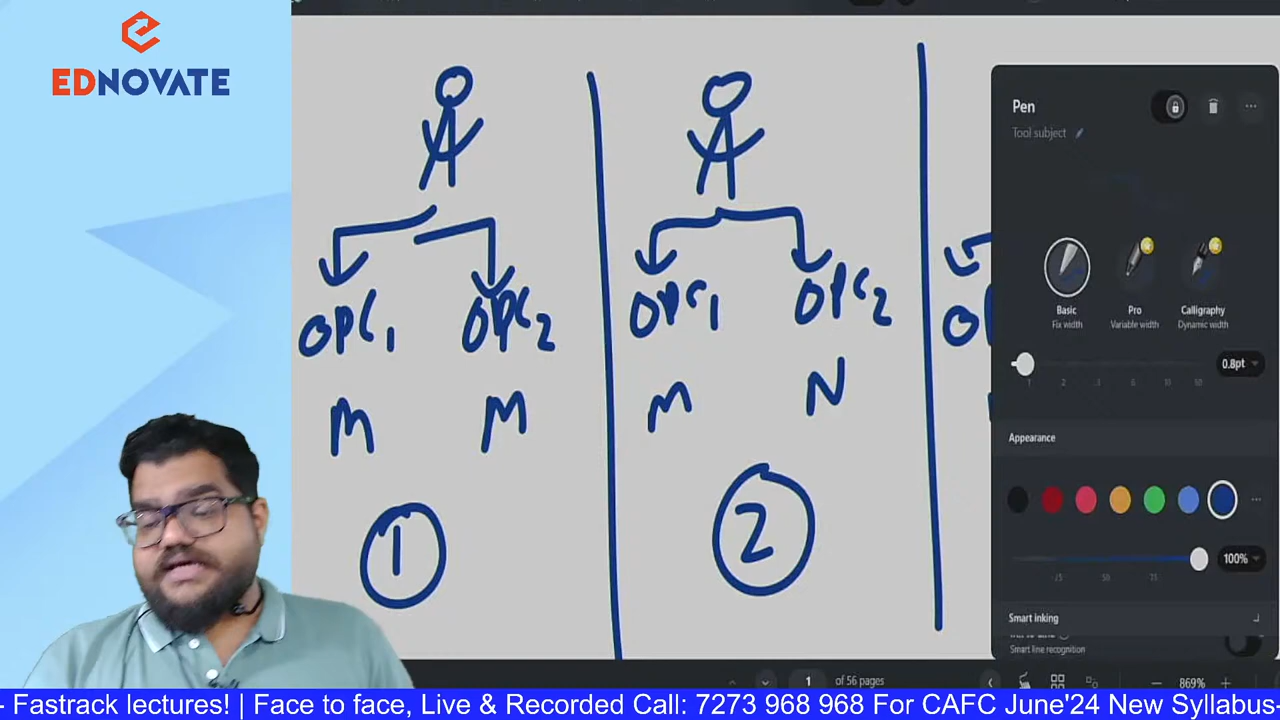 EDNOVATE
OPC1 OPC2
M M
1
OPC1 OPC2
M N
2
Pen
Tool subject
Basic
Fix width
Pro
Variable width
Calligraphy
Dynamic width
0.8pt
Appearance
100%
Smart inking
Smart line recognition
1 of 56 pages
869%
- Fastrack lectures! | Face to face, Live & Recorded Call: 7273 968 968 For CAFC June'24 New Syllabus-